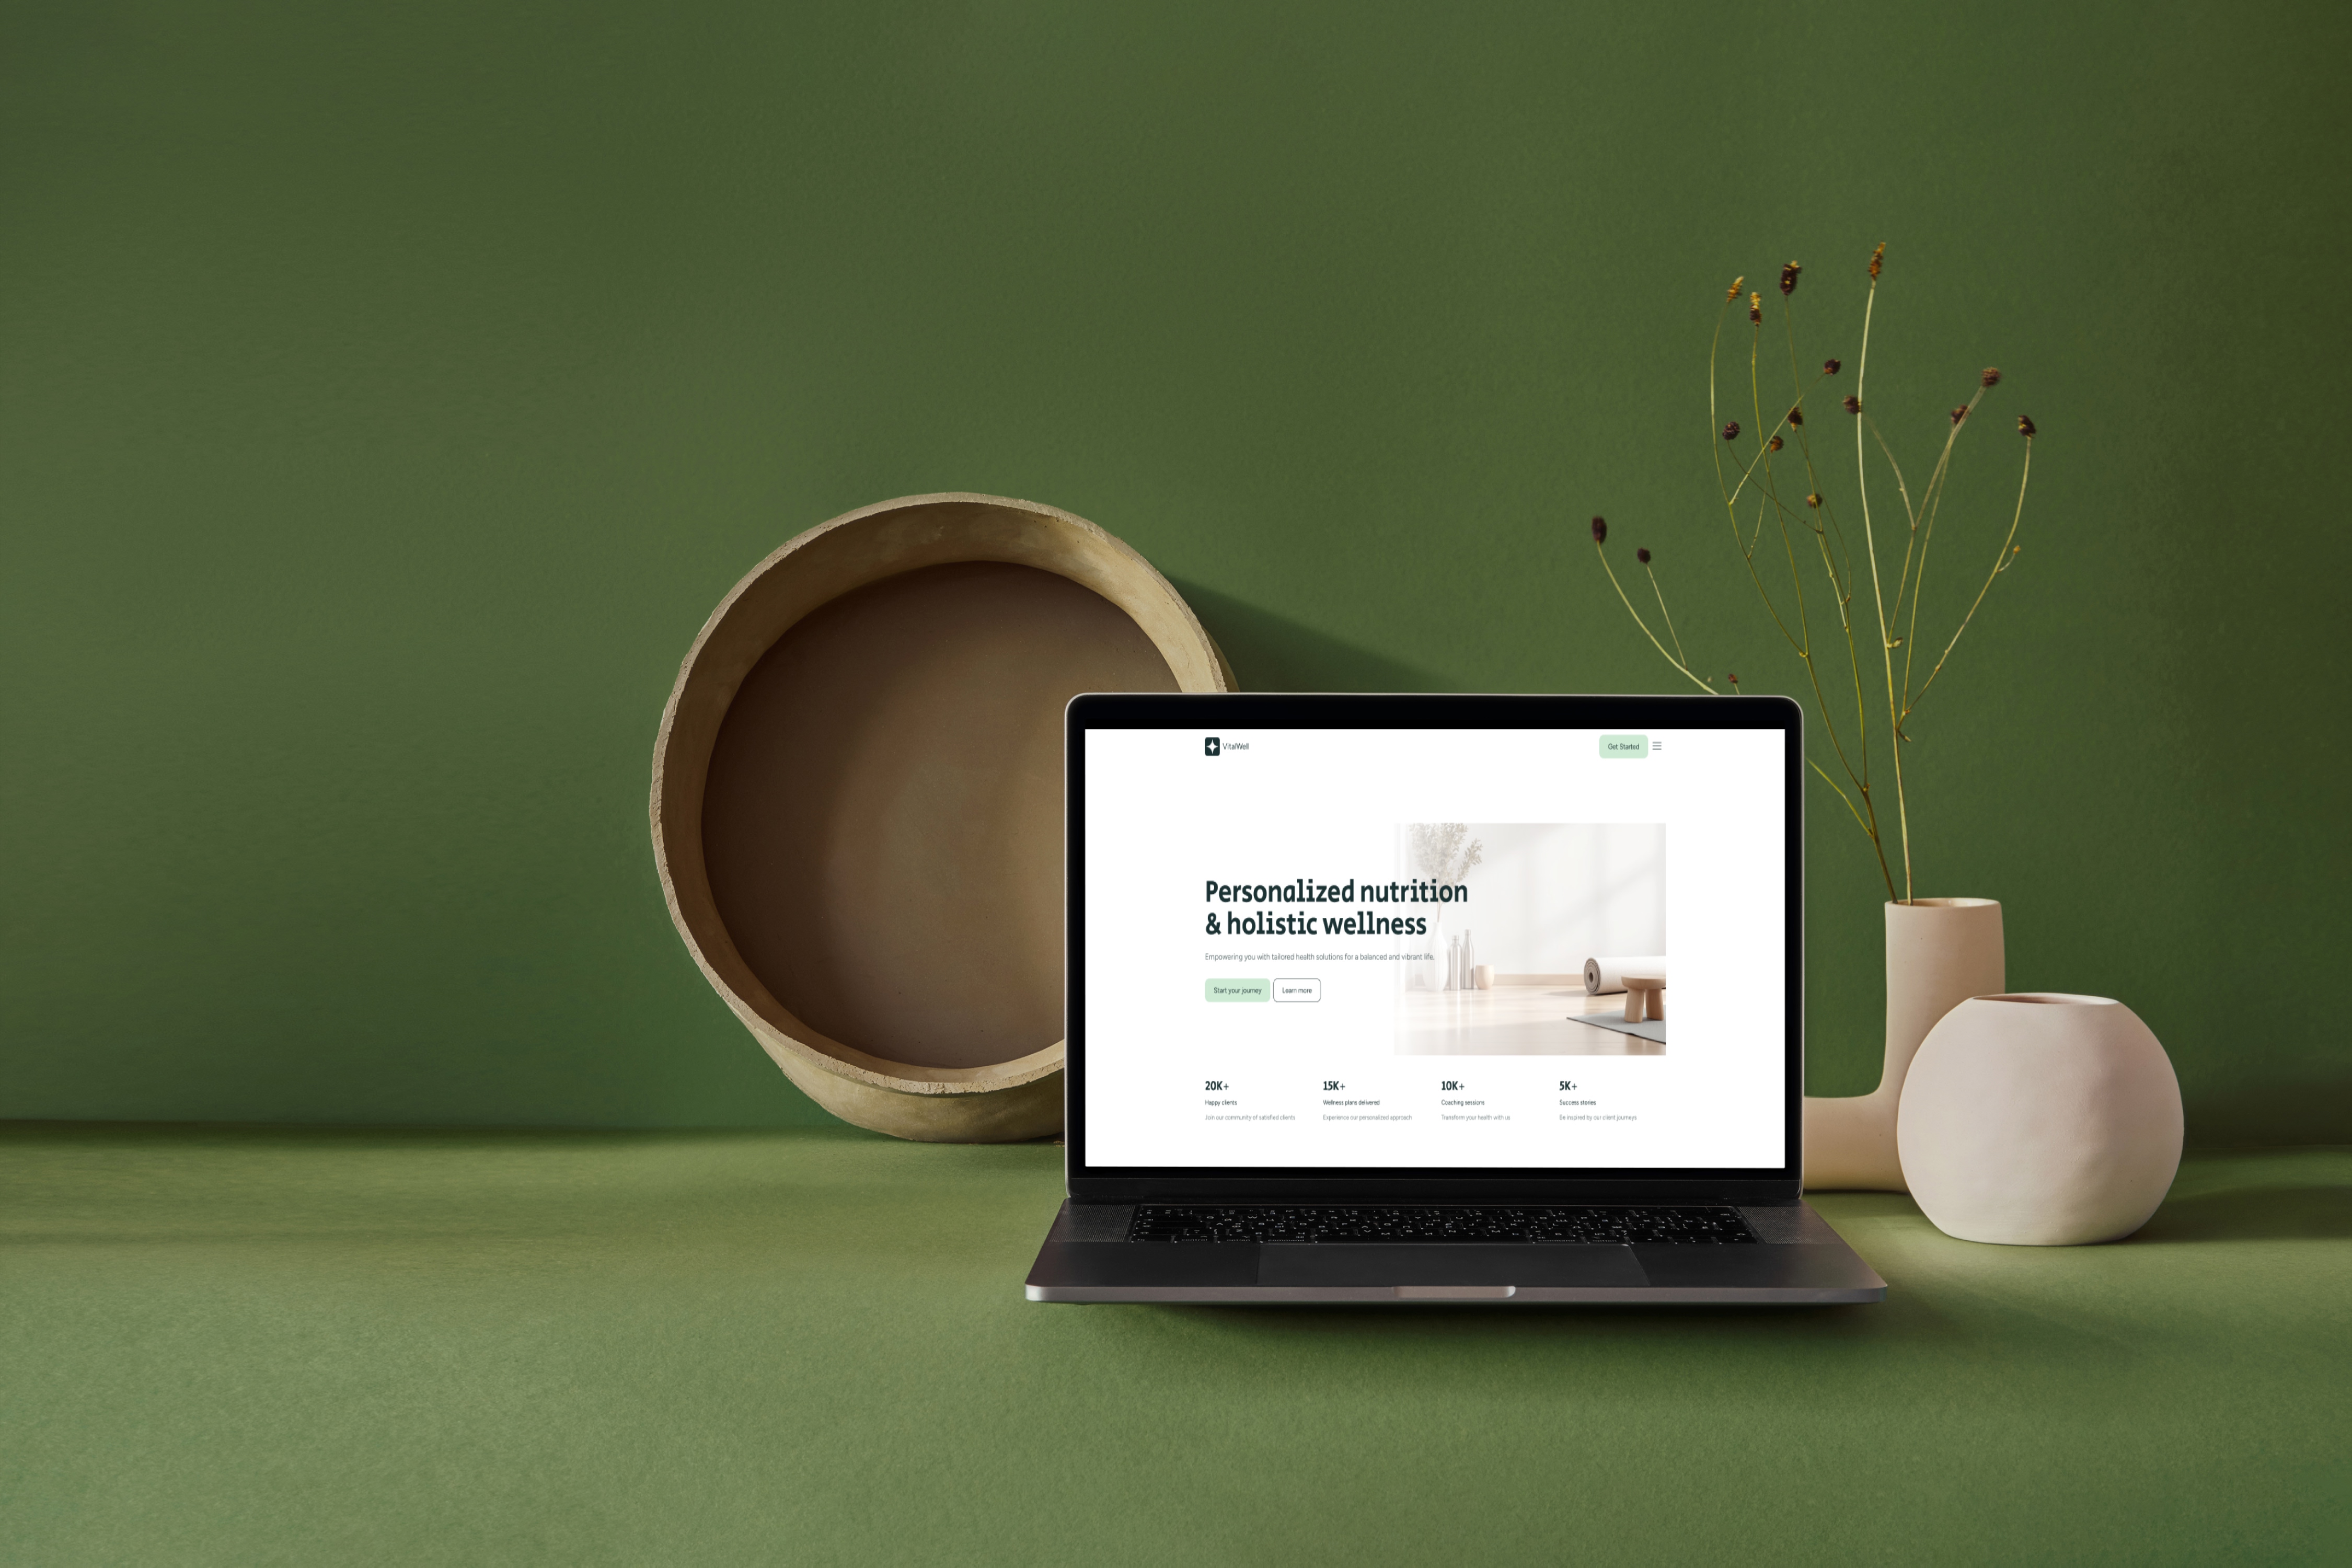 VitalWell
Get Started
Personalized nutrition
& holistic wellness
Empowering you with tailored health solutions for a balanced and vibrant life.
Start your journey
Learn more
20K+
Happy clients
Join our community of satisfied clients
15K+
Wellness plans delivered
Experience our personalized approach
10K+
Coaching sessions
Transform your health with us
5K+
Success stories
Be inspired by our client journeys